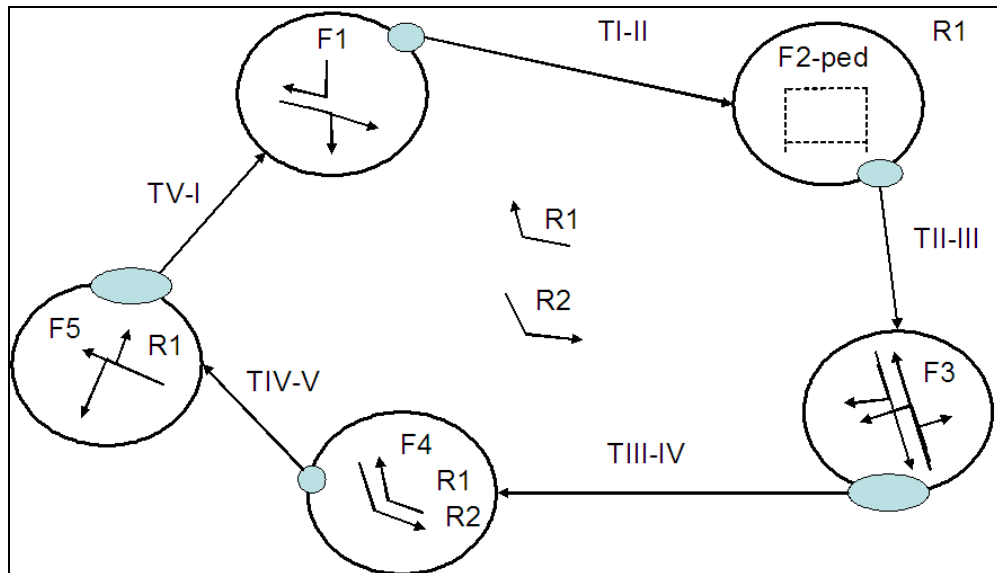 F1
TI-II
R1
F2-ped
TV-I
R1
TII-III
R2
F5
R1
F3
TIV-V
F4
R1
R2
TIII-IV